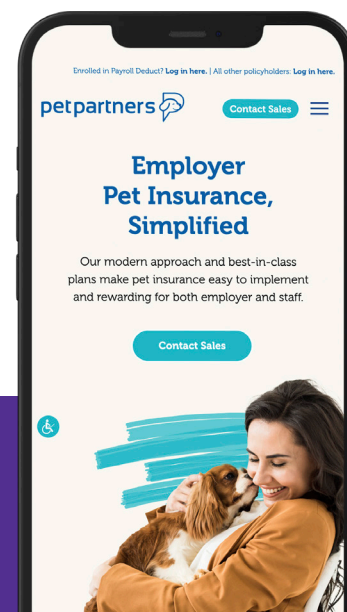 Enrolled in Payroll Deduct? Log in here. | All other policyholders: Log in here.
petpartners
Contact Sales
Employer
Pet Insurance,
Simplified
Our modern approach and best-in-class
plans make pet insurance easy to implement
and rewarding for both employer and staff.
Contact Sales